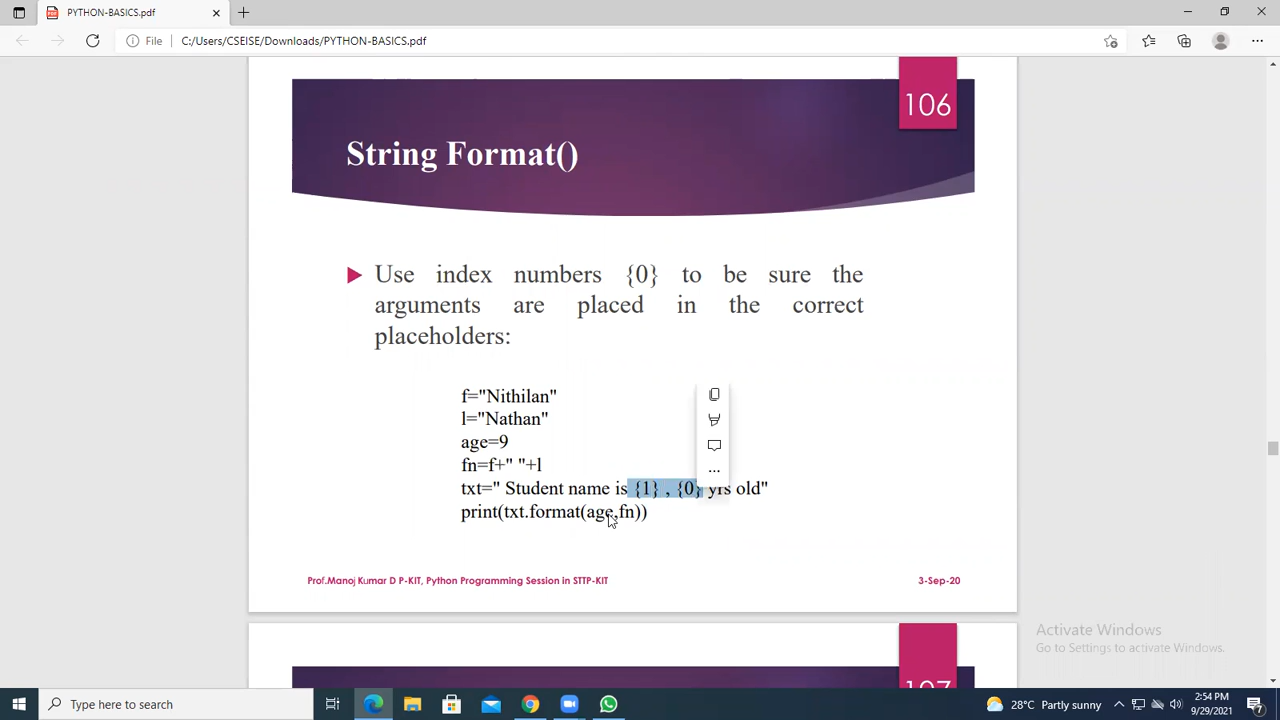 PYTHON-BASICS.pdf
File
C:/Users/CSEISE/Downloads/PYTHON-BASICS.pdf
106
String Format()
Use index numbers {0} to be sure the
arguments are placed in the correct
placeholders:
f="Nithilan"
l="Nathan"
age=9
fn=f+" "+l
txt=" Student name is {1} , {0} yrs old"
print(txt.format(age,fn))
Prof.Manoj Kumar D P-KIT, Python Programming Session in STTP-KIT
3-Sep-20
107
Activate Windows
Go to Settings to activate Windows.
Type here to search
28°C Partly sunny
2:54 PM
9/29/2021